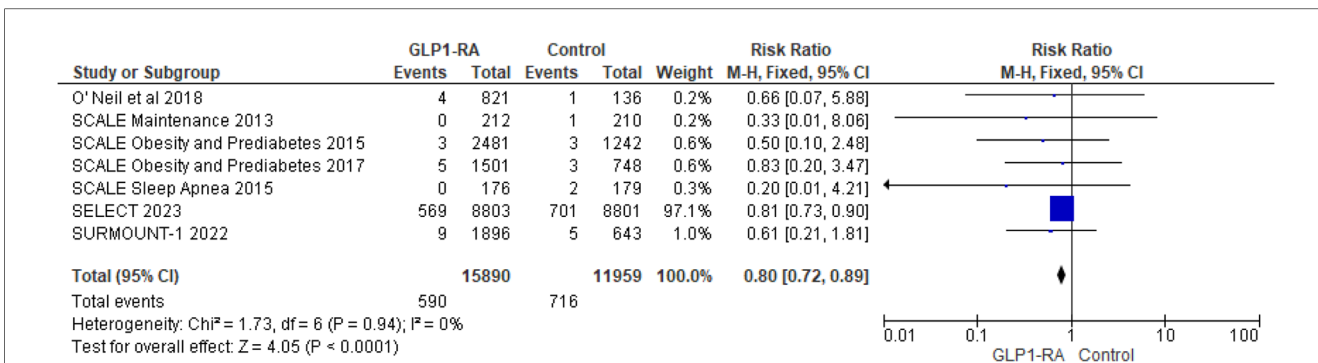 GLP1-RA Control Risk Ratio Risk Ratio
Study or Subgroup Events Total Events Total Weight M-H, Fixed, 95% CI M-H, Fixed, 95% CI
O' Neil et al 2018 4 821 1 136 0.2% 0.66 [0.07, 5.88]
SCALE Maintenance 2013 0 212 1 210 0.2% 0.33 [0.01, 8.06]
SCALE Obesity and Prediabetes 2015 3 2481 3 1242 0.6% 0.50 [0.10, 2.48]
SCALE Obesity and Prediabetes 2017 5 1501 3 748 0.6% 0.83 [0.20, 3.47]
SCALE Sleep Apnea 2015 0 176 2 179 0.3% 0.20 [0.01, 4.21]
SELECT 2023 569 8803 701 8801 97.1% 0.81 [0.73, 0.90]
SURMOUNT-1 2022 9 1896 5 643 1.0% 0.61 [0.21, 1.81]
Total (95% CI) 15890 11959 100.0% 0.80 [0.72, 0.89]
Total events 590 716
Heterogeneity: Chi² = 1.73, df = 6 (P = 0.94); I² = 0%
Test for overall effect: Z = 4.05 (P < 0.0001)
0.01 0.1 1 10 100
GLP1-RA Control